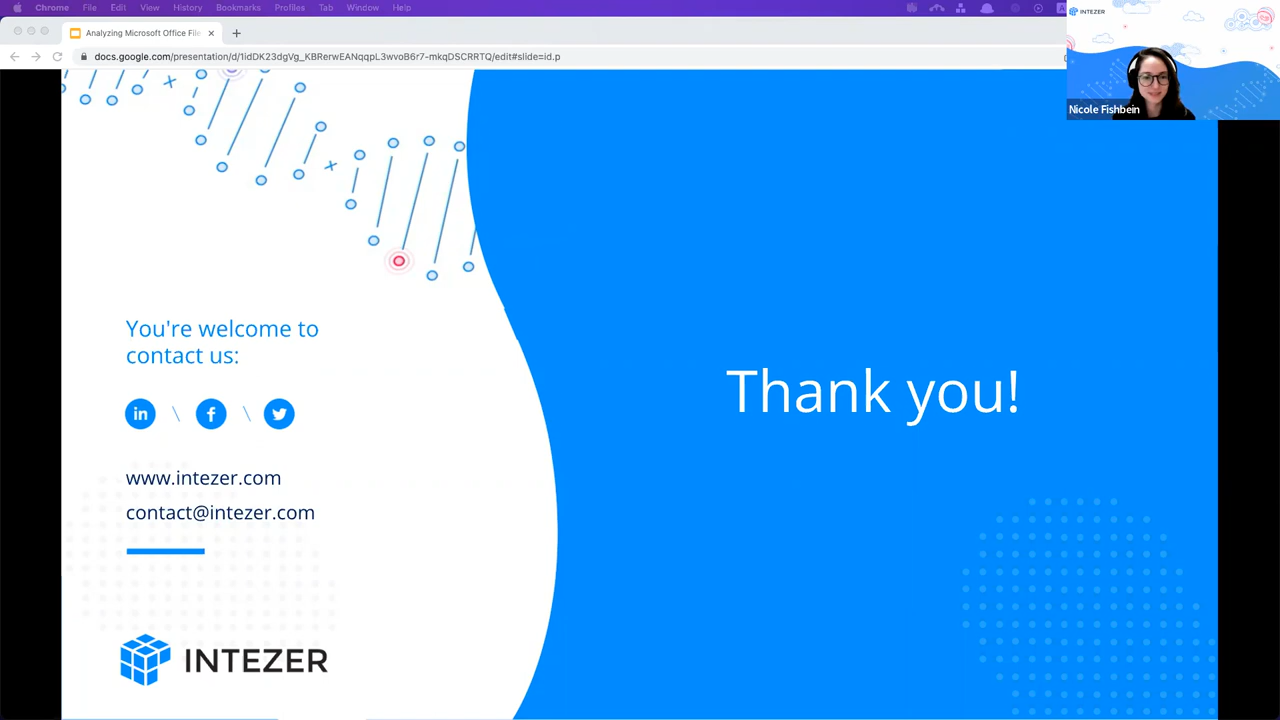 Chrome File Edit View History Bookmarks Profiles Tab Window Help
Analyzing Microsoft Office File
docs.google.com/presentation/d/1idDK23dgVg_KBRerwEANqqpL3wvoB6r7-mkqDSCRRTQ/edit#slide=id.p
INTEZER
Nicole Fishbein
You're welcome to
contact us:
in \ f \
www.intezer.com
contact@intezer.com
INTEZER
Thank you!